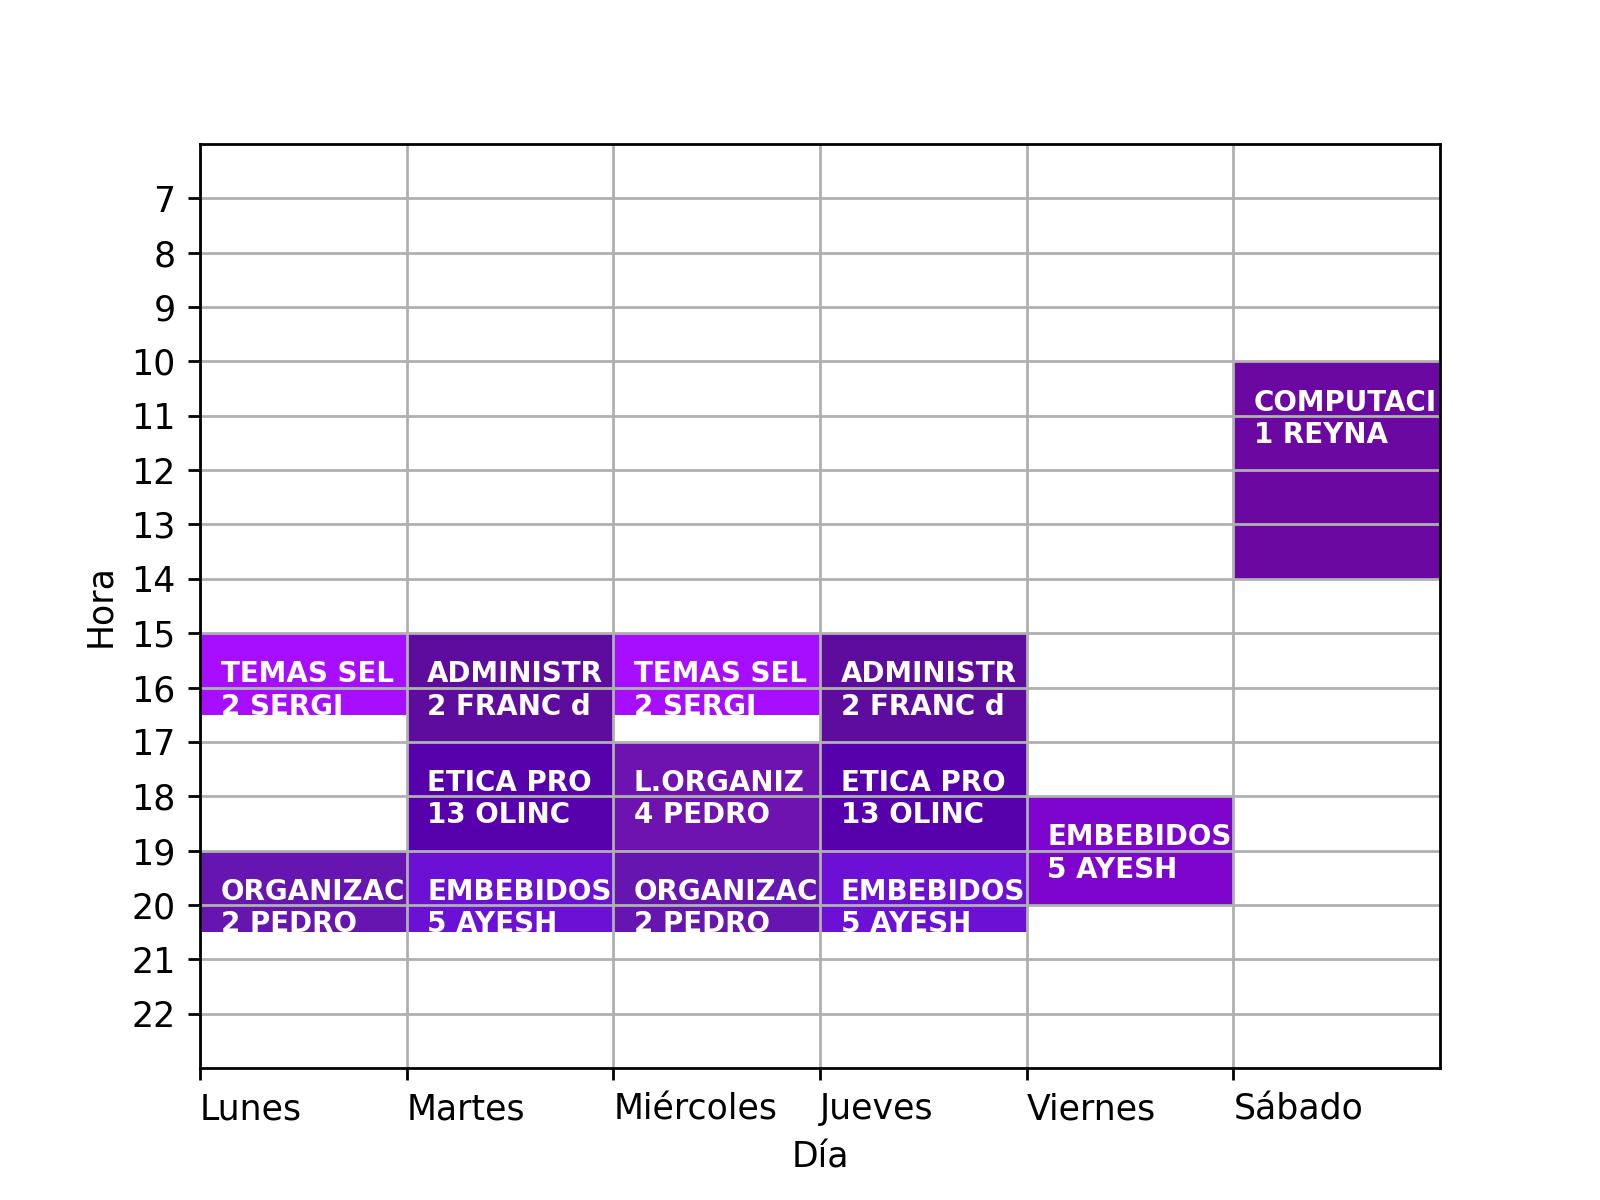 7
8
9
10
11
12
13
14
15
16
17
18
19
20
21
22
Hora
TEMAS SEL
2 SERGI
ORGANIZAC
2 PEDRO
ADMINISTR
2 FRANC d
ETICA PRO
13 OLINC
EMBEBIDOS
5 AYESH
TEMAS SEL
2 SERGI
L.ORGANIZ
4 PEDRO
ORGANIZAC
2 PEDRO
ADMINISTR
2 FRANC d
ETICA PRO
13 OLINC
EMBEBIDOS
5 AYESH
EMBEBIDOS
5 AYESH
COMPUTACI
1 REYNA
Lunes
Martes
Miércoles
Jueves
Viernes
Sábado
Día